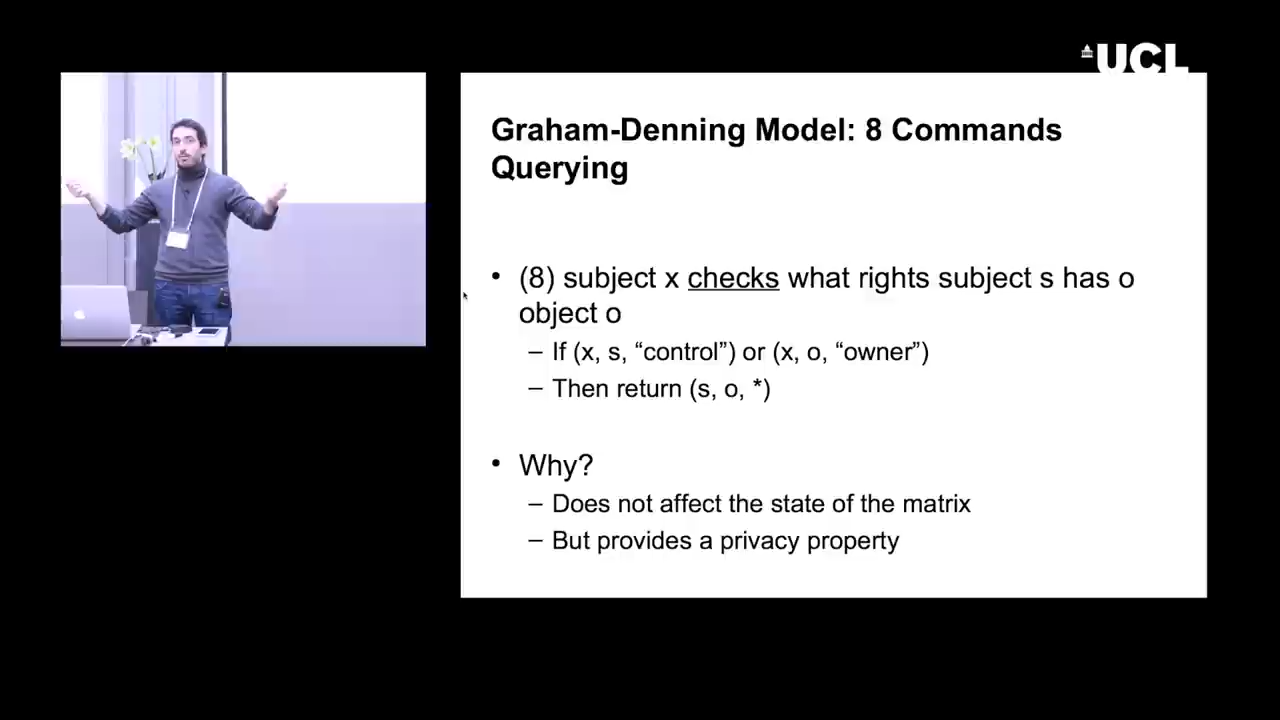 UCL
Graham-Denning Model: 8 Commands
Querying
• (8) subject x checks what rights subject s has o
object o
– If (x, s, “control”) or (x, o, “owner”)
– Then return (s, o, *)
• Why?
– Does not affect the state of the matrix
– But provides a privacy property